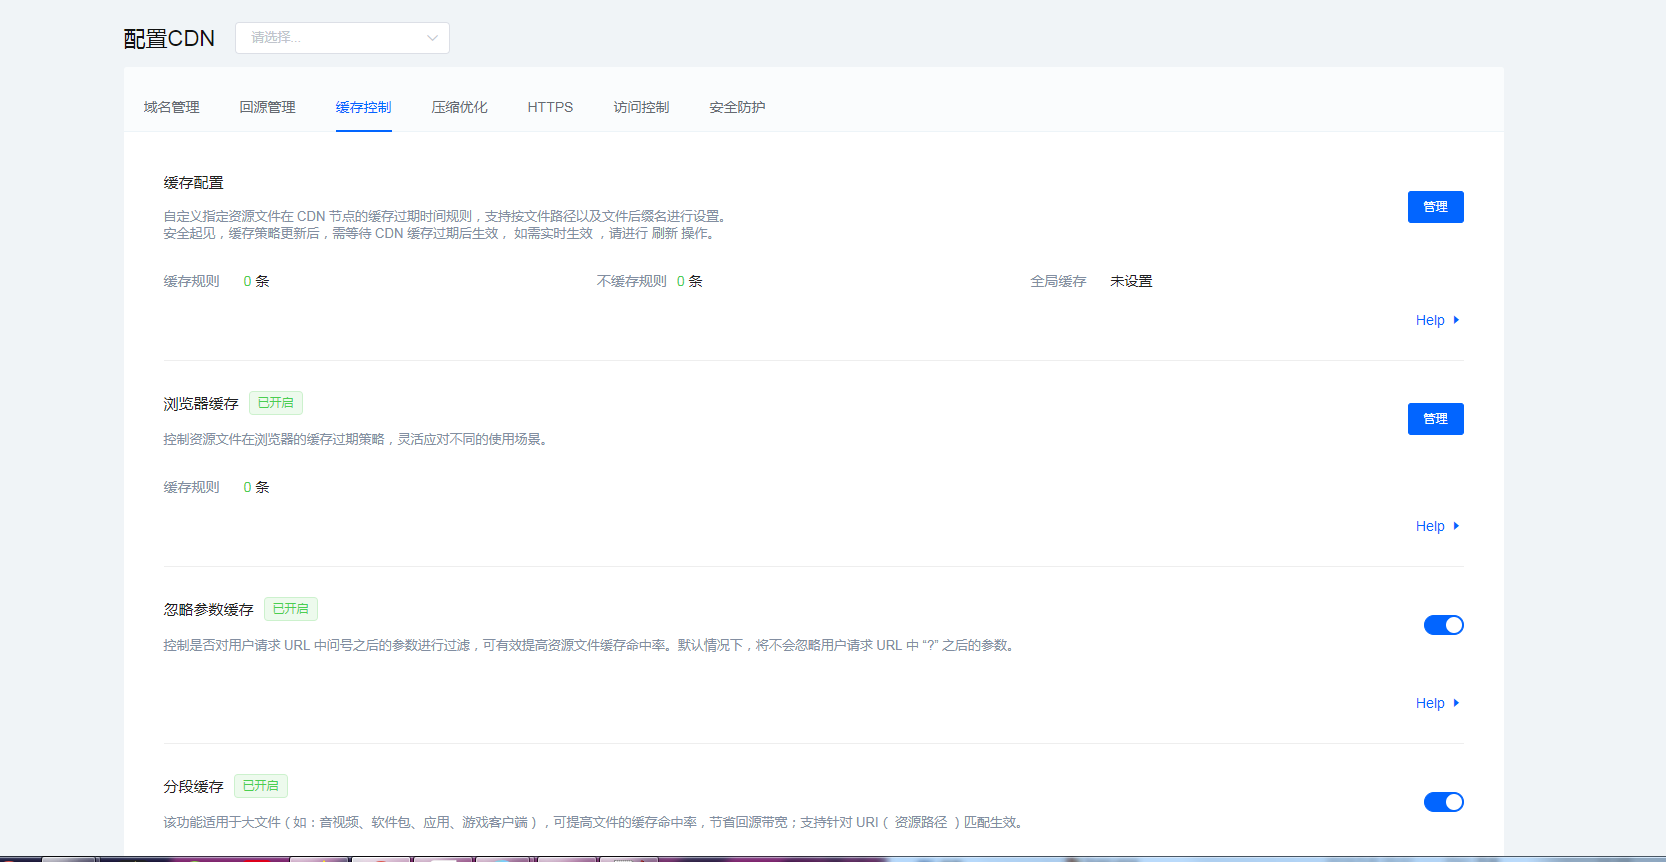 配置CDN
请选择...
域名管理 回源管理 缓存控制 压缩优化 HTTPS 访问控制 安全防护
缓存配置
管理
自定义指定资源文件在 CDN 节点的缓存过期时间规则，支持按文件路径以及文件后缀名进行设置。
安全起见，缓存策略更新后，需等待 CDN 缓存过期后生效， 如需实时生效 ，请进行 刷新 操作。
缓存规则 0 条 不缓存规则 0 条 全局缓存 未设置
Help
浏览器缓存 已开启
管理
控制资源文件在浏览器的缓存过期策略，灵活应对不同的使用场景。
缓存规则 0 条
Help
忽略参数缓存 已开启
控制是否对用户请求 URL 中问号之后的参数进行过滤，可有效提高资源文件缓存命中率。默认情况下，将不会忽略用户请求 URL 中 “?” 之后的参数。
Help
分段缓存 已开启
该功能适用于大文件（如：音视频、软件包、应用、游戏客户端），可提高文件的缓存命中率，节省回源带宽；支持针对 URI（ 资源路径 ）匹配生效。